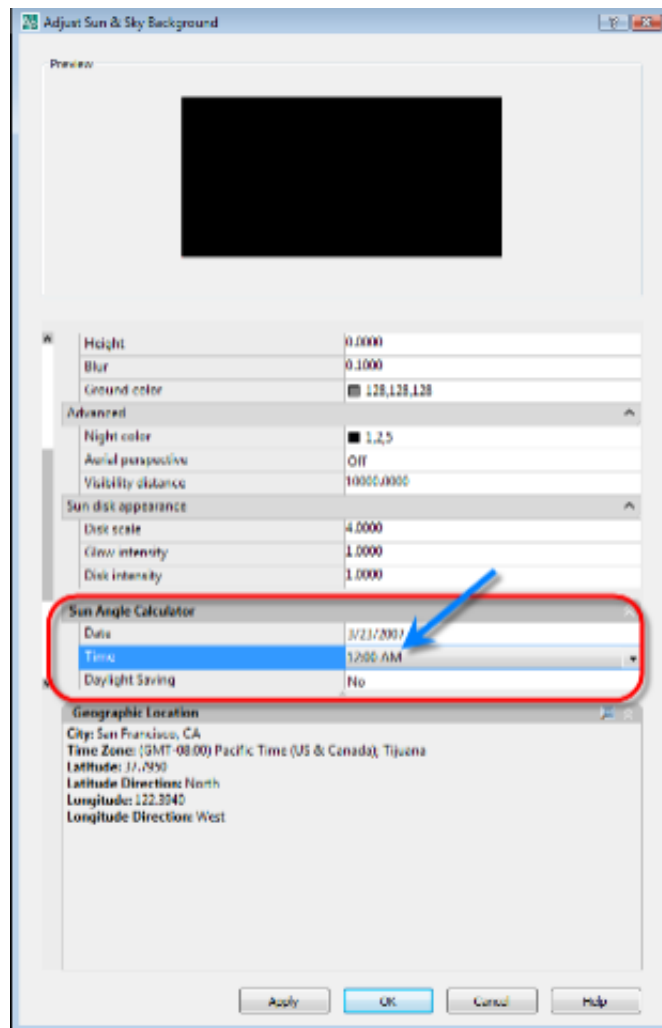 Adjust Sun & Sky Background
Preview
Height 0.0000
Blur 0.1000
Ground color 128,128,128
Advanced
Night color 1,2,5
Aerial perspective Off
Visibility distance 10000.0000
Sun disk appearance
Disk scale 4.0000
Glow intensity 1.0000
Disk intensity 1.0000
Sun Angle Calculator
Date
Time 12:00 AM
Daylight Saving No
Geographic Location
City: San Francisco, CA
Time Zone: (GMT-08:00) Pacific Time (US & Canada); Tijuana
Latitude: 37.7950
Latitude Direction: North
Longitude: 122.3940
Longitude Direction: West
Apply OK Cancel Help